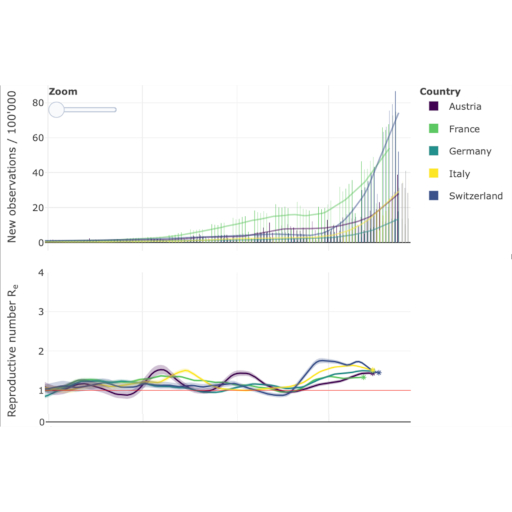 Zoom
New observations / 100'000
80
60
40
20
0
Country
Austria
France
Germany
Italy
Switzerland
Reproductive number Re
4
3
2
1
0